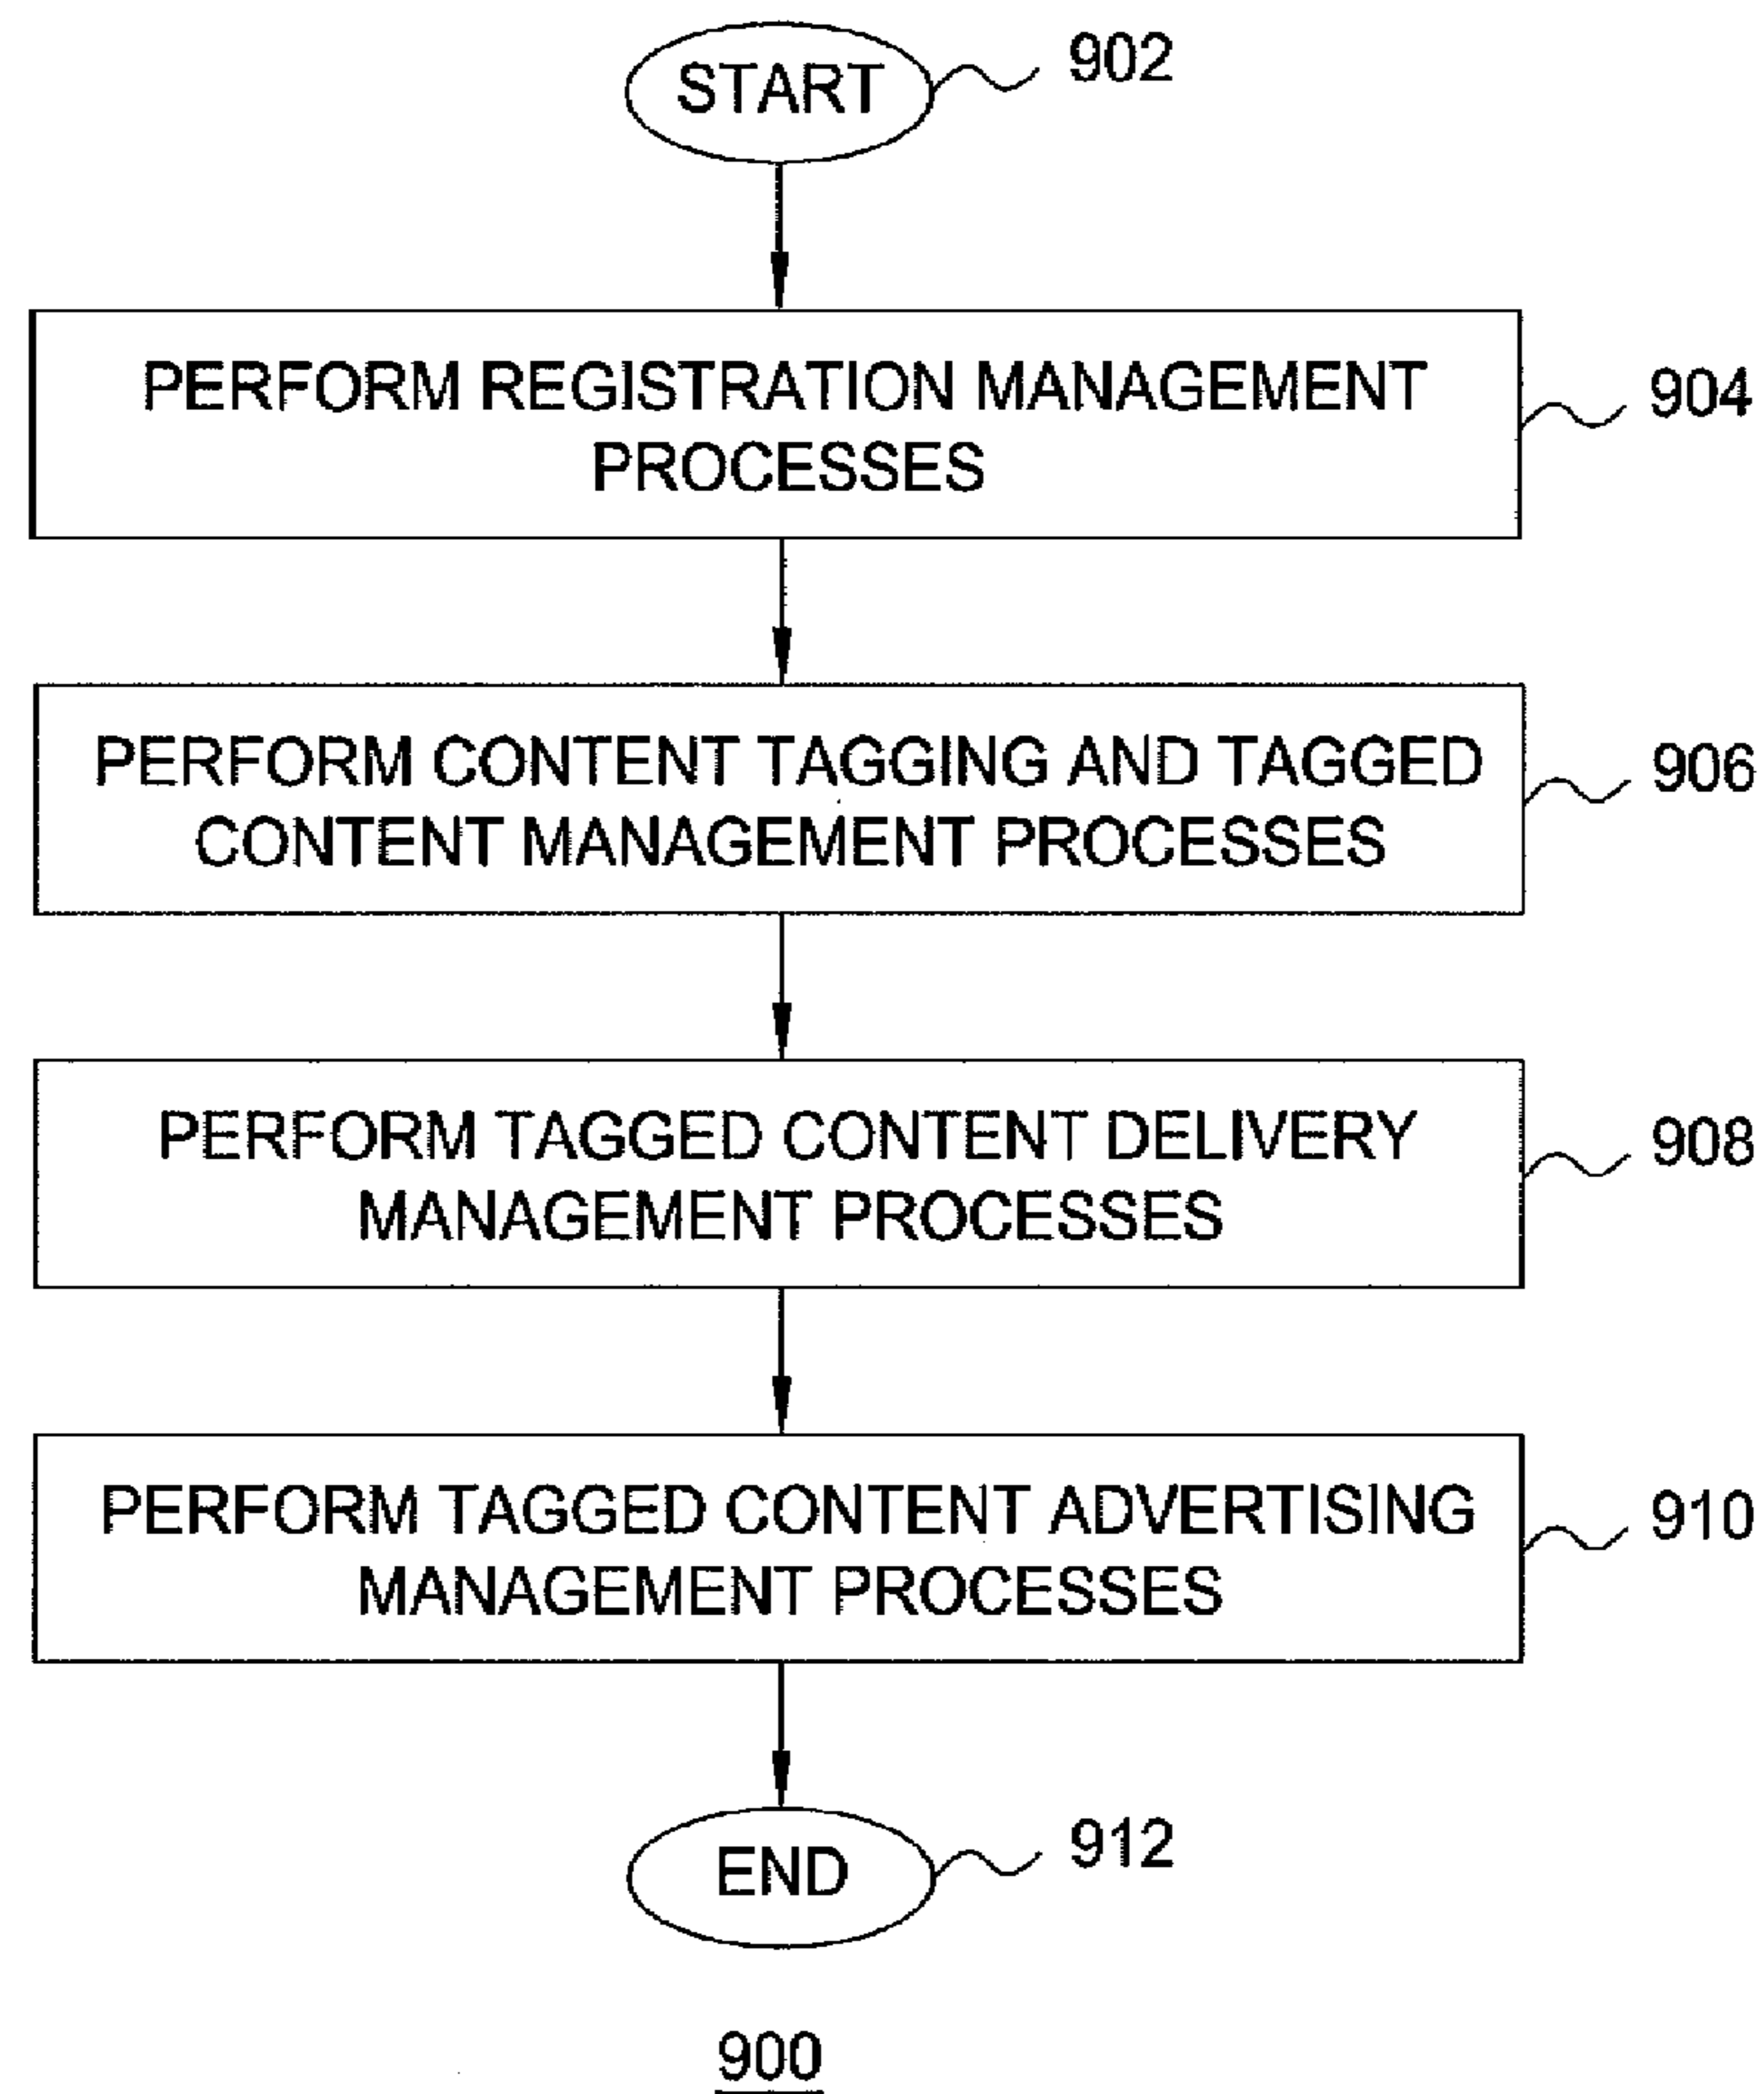 START
902
PERFORM REGISTRATION MANAGEMENT
PROCESSES
904
PERFORM CONTENT TAGGING AND TAGGED
CONTENT MANAGEMENT PROCESSES
906
PERFORM TAGGED CONTENT DELIVERY
MANAGEMENT PROCESSES
908
PERFORM TAGGED CONTENT ADVERTISING
MANAGEMENT PROCESSES
910
END
912
900